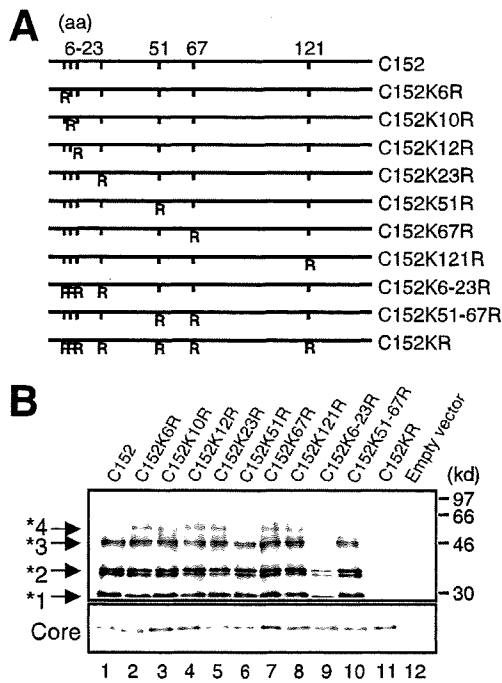 A
(aa)
6-23 51 67 121
C152
R C152K6R
R C152K10R
R C152K12R
R C152K23R
R C152K51R
R C152K67R
R C152K121R
R R R R C152K6-23R
R R C152K51-67R
R R R R R R R C152KR
B
C152 C152K6R C152K10R C152K12R C152K23R C152K51R C152K67R C152K121R C152K6-23R C152K51-67R C152KR Empty vector
(kd)
97
*4 66
*3 46
*2
*1 30
Core
1 2 3 4 5 6 7 8 9 10 11 12